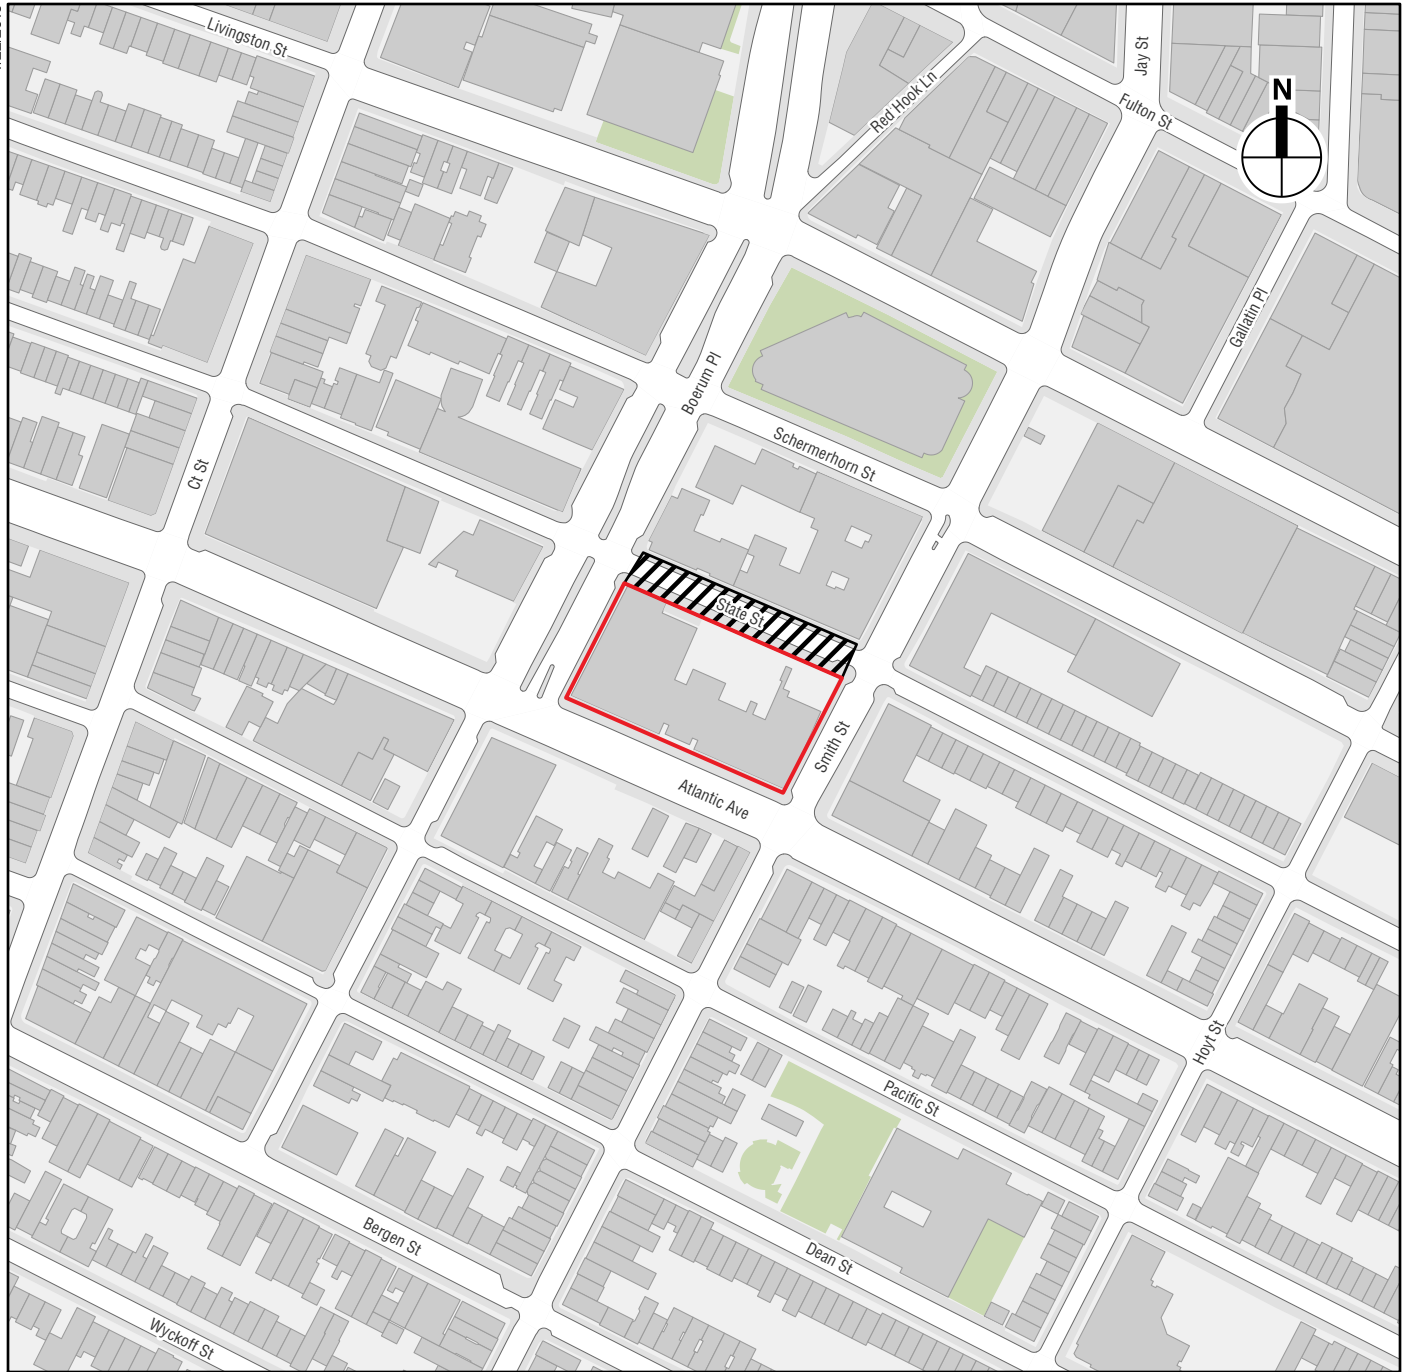 Livingston St
Jay St
Red Hook Ln
Fulton St
N
Gallatin Pl
Boerum Pl
Schermerhorn St
Ct St
State St
Smith St
Atlantic Ave
Hoyt St
Pacific St
Bergen St
Dean St
Wyckoff St